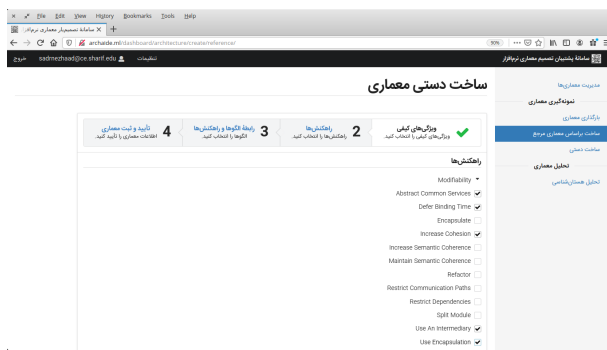 File Edit View History Bookmarks Tools Help
سامانهٔ تصمیم‌یار معماری نرم‌افزار
archaide.ml/dashboard/architecture/create/reference/
90%
سامانهٔ پشتیبان تصمیم معماری نرم‌افزار
تنظیمات
sadmezhaad@ce.sharif.edu
خروج
مدیریت معماری‌ها
نمونه‌گیری معماری
بارگذاری معماری
ساخت براساس معماری مرجع
ساخت دستی
تحلیل معماری
تحلیل هستان‌شناسی
ساخت دستی معماری
ویژگی‌های کیفی
ویژگی‌های کیفی را انتخاب کنید.
2 راهکنش‌ها
راهکنش‌ها را انتخاب کنید.
3 رابطهٔ الگوها و راهکنش‌ها
الگوها را انتخاب کنید.
4 تأیید و ثبت معماری
اطلاعات معماری را تأیید کنید.
راهکنش‌ها
Modifiability
Abstract Common Services
Defer Binding Time
Encapsulate
Increase Cohesion
Increase Semantic Coherence
Maintain Semantic Coherence
Refactor
Restrict Communication Paths
Restrict Dependencies
Split Module
Use An Intermediary
Use Encapsulation